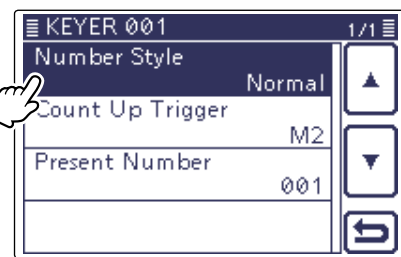 KEYER 001
1/1
Number Style
Normal
Count Up Trigger
M2
Present Number
001